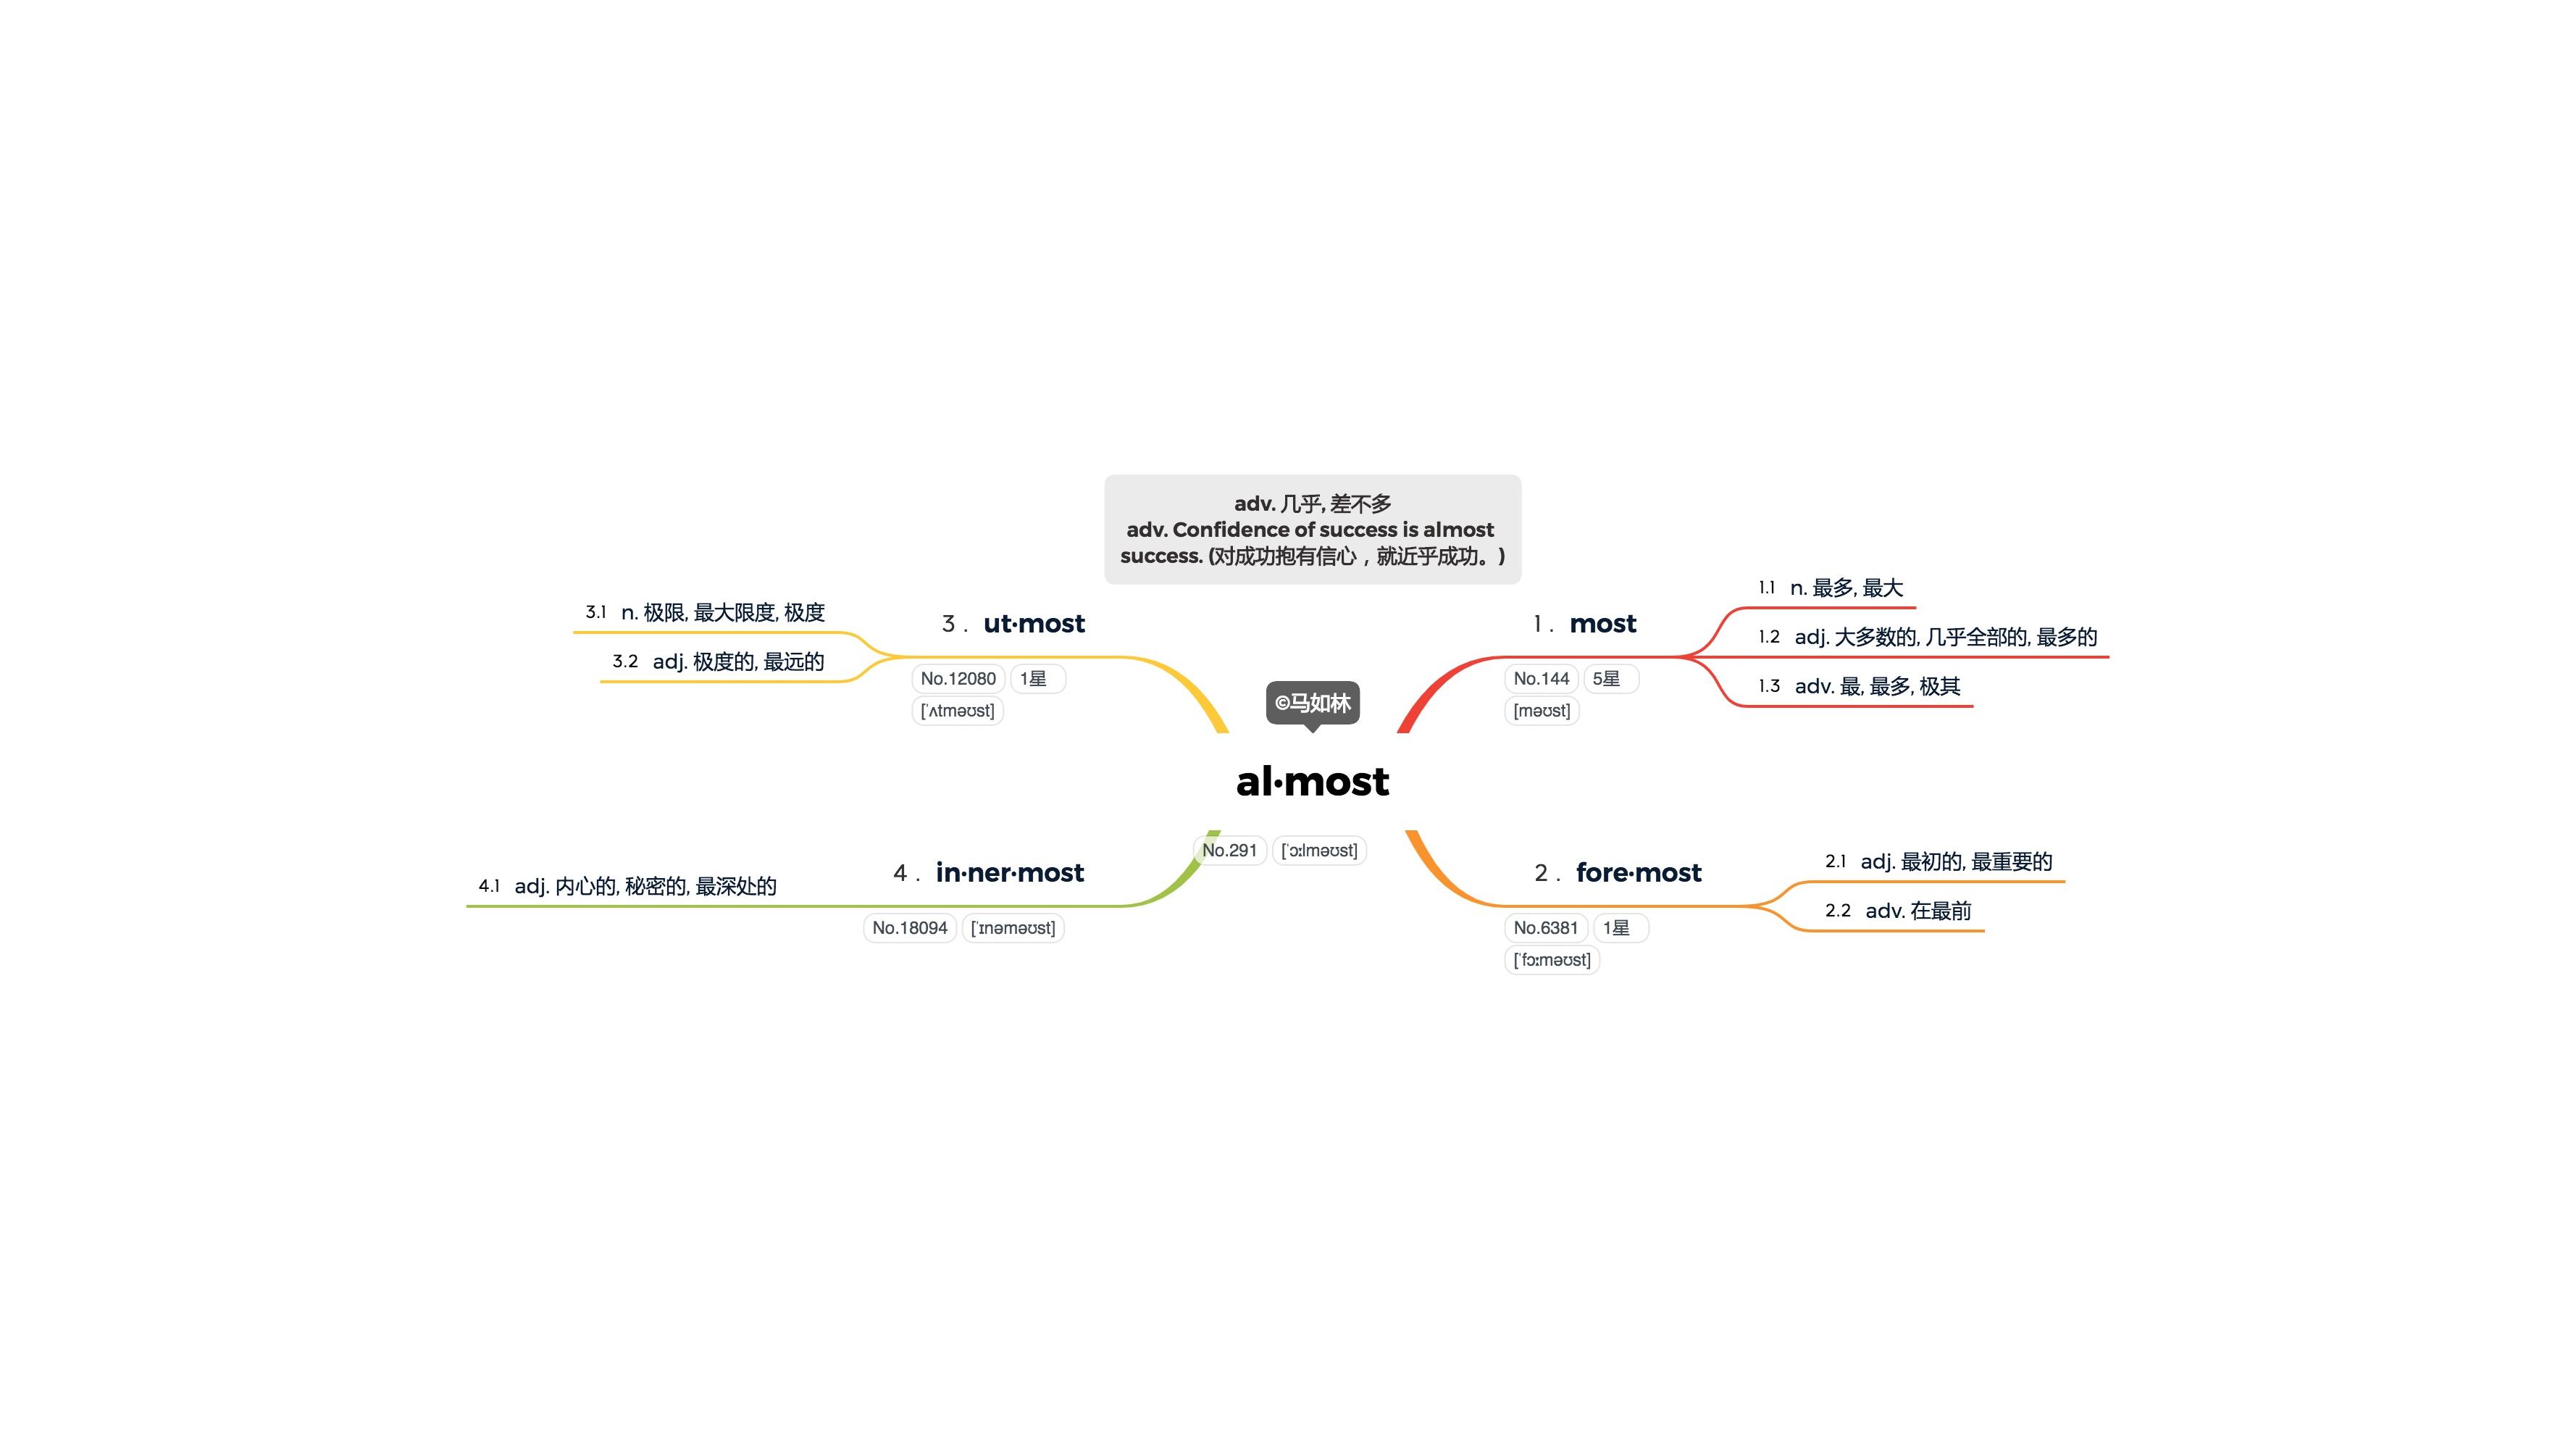 adv. 几乎, 差不多
adv. Confidence of success is almost
success. (对成功抱有信心，就近乎成功。)
©马如林
al·most
No.291 [ˈɔːlməʊst]
1. most
No.144 5星
[məʊst]
1.1 n. 最多, 最大
1.2 adj. 大多数的, 几乎全部的, 最多的
1.3 adv. 最, 最多, 极其
2. fore·most
No.6381 1星
[ˈfɔːməʊst]
2.1 adj. 最初的, 最重要的
2.2 adv. 在最前
3. ut·most
No.12080 1星
[ˈʌtməʊst]
3.1 n. 极限, 最大限度, 极度
3.2 adj. 极度的, 最远的
4. in·ner·most
No.18094 [ˈɪnəməʊst]
4.1 adj. 内心的, 秘密的, 最深处的